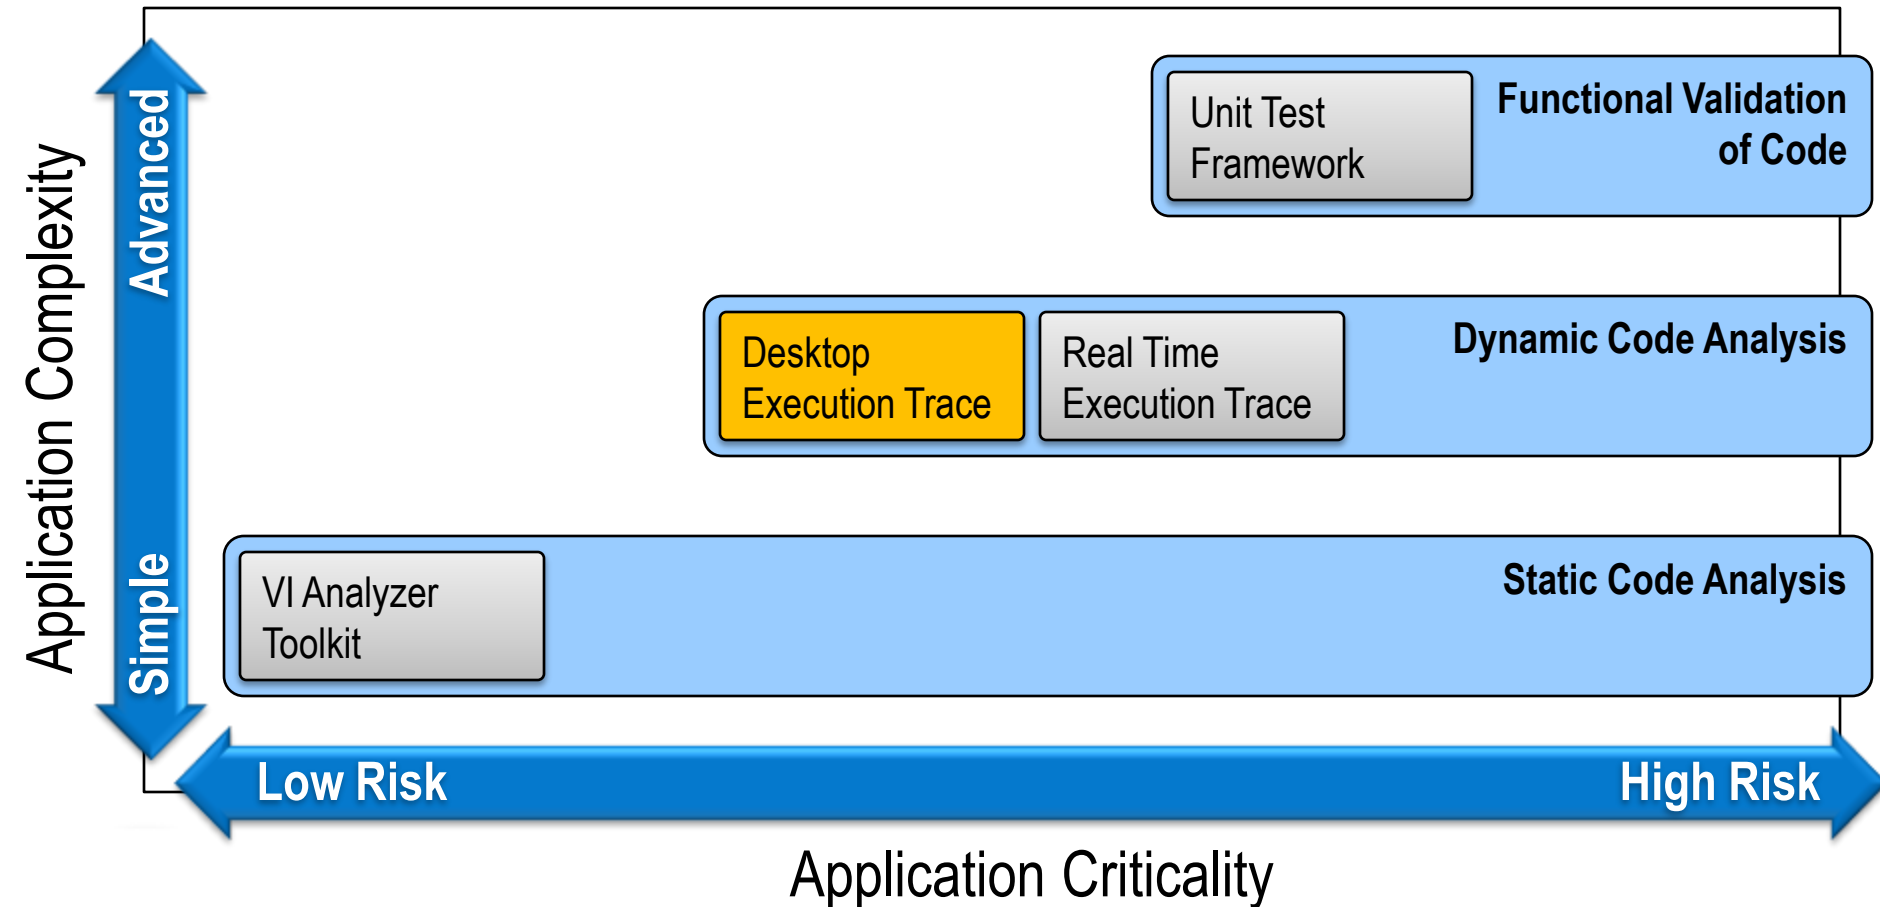 Application Complexity
Advanced
Simple
Unit Test
Framework
Functional Validation
of Code
Desktop
Execution Trace
Real Time
Execution Trace
Dynamic Code Analysis
VI Analyzer
Toolkit
Static Code Analysis
Low Risk
High Risk
Application Criticality